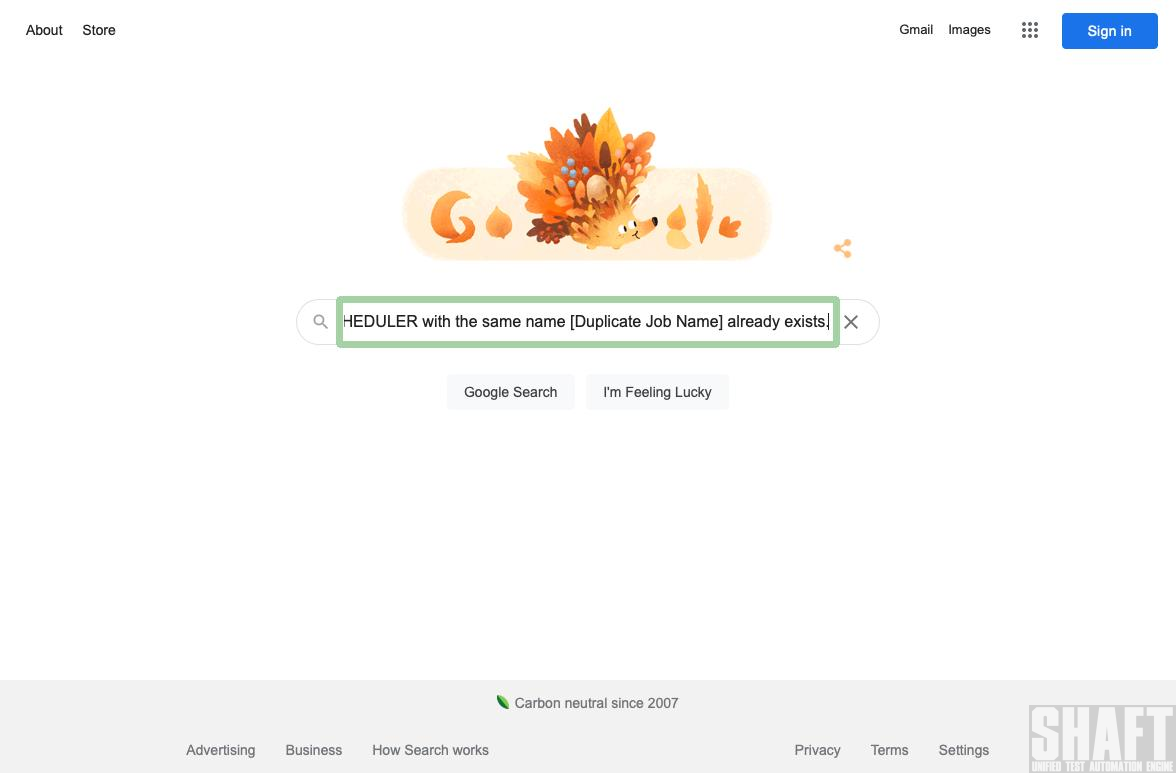 About Store Gmail Images Sign in
HEDULER with the same name [Duplicate Job Name] already exists.
Google Search I'm Feeling Lucky
Carbon neutral since 2007
Advertising Business How Search works Privacy Terms Settings
SHAFT
UNIFIED TEST AUTOMATION ENGINE